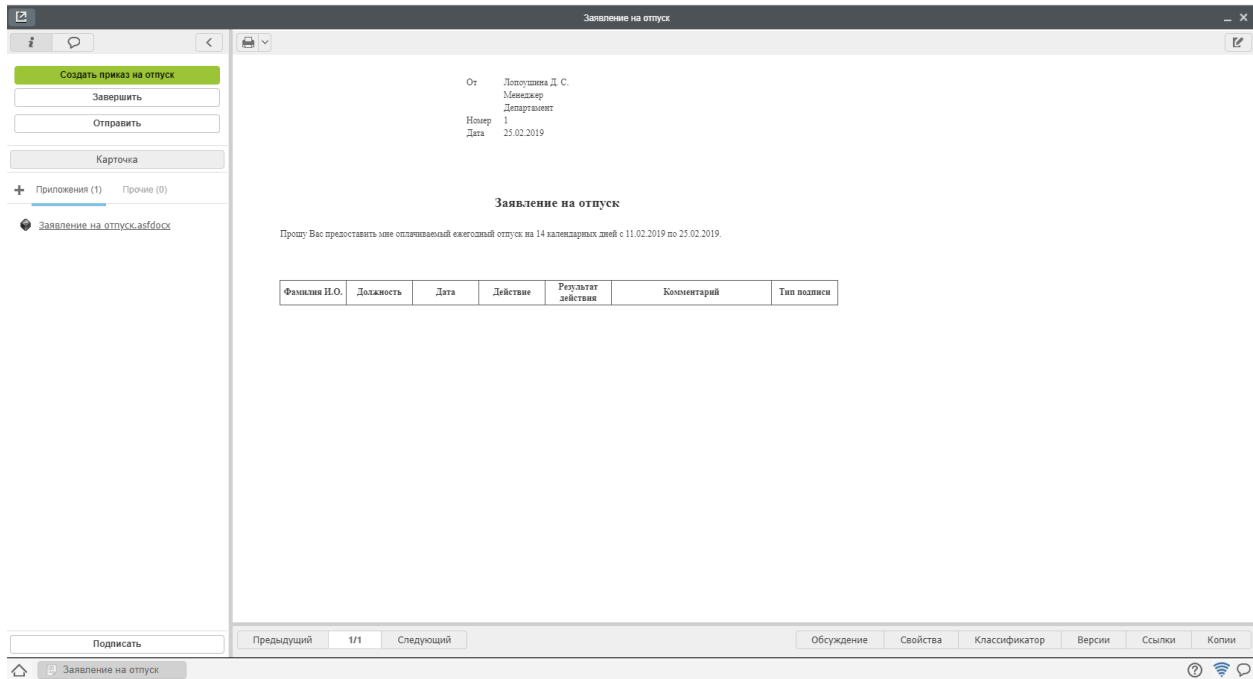 Заявление на отпуск
Создать приказ на отпуск
Завершить
Отправить
Карточка
Приложения (1) Прочие (0)
Заявление на отпуск.asfdocx
Подписать
От Лопоушина Д. С.
Менеджер
Департамент
Номер 1
Дата 25.02.2019
Заявление на отпуск
Прошу Вас предоставить мне оплачиваемый ежегодный отпуск на 14 календарных дней с 11.02.2019 по 25.02.2019.
Фамилия И.О. Должность Дата Действие Результат действия Комментарий Тип подписи
Предыдущий 1/1 Следующий Обсуждение Свойства Классификатор Версии Ссылки Копии
Заявление на отпуск